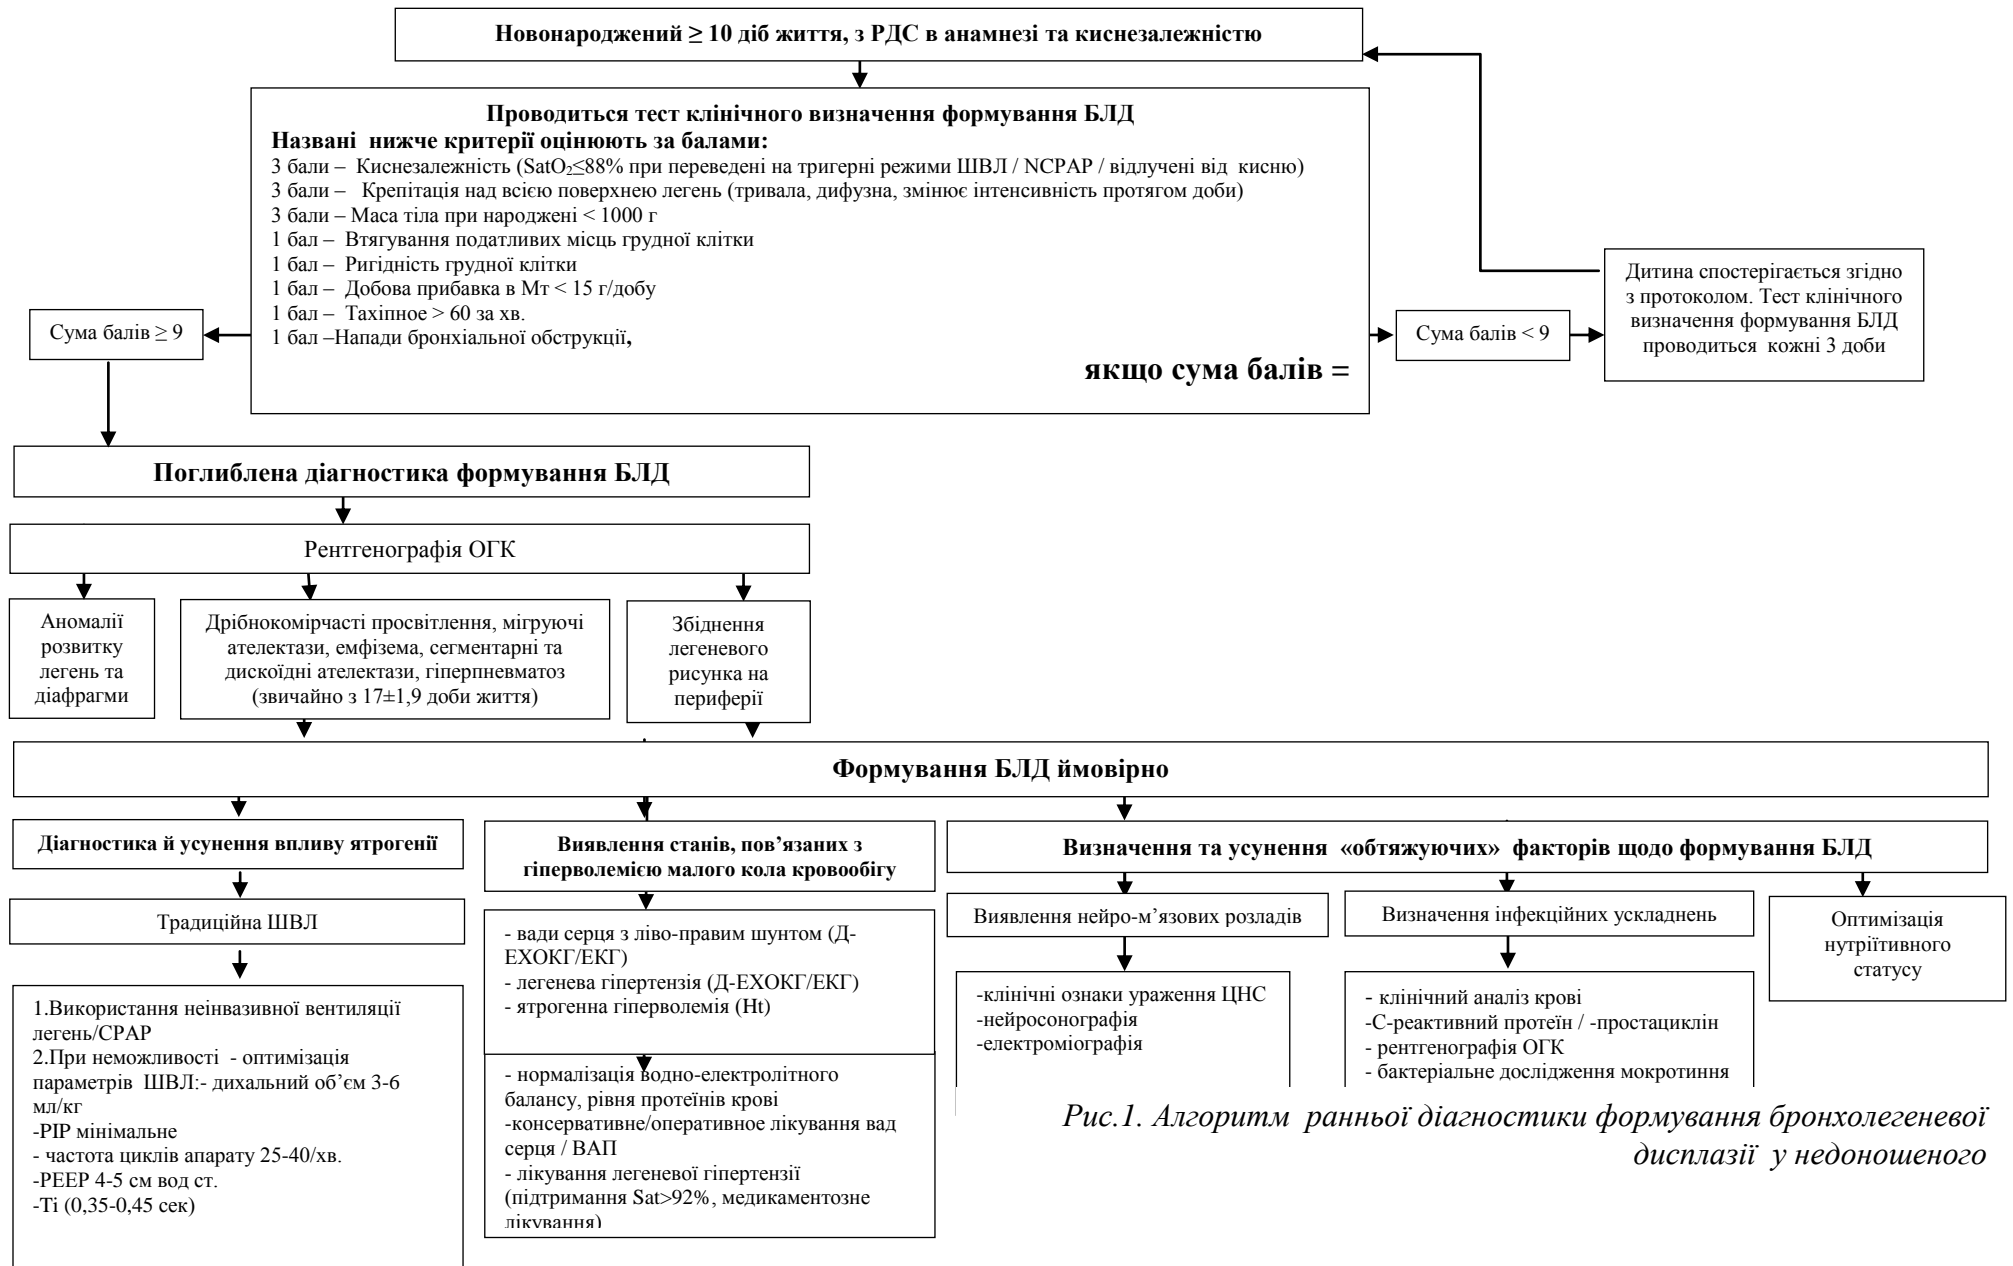 Новонароджений ≥ 10 діб життя, з РДС в анамнезі та киснезалежністю
Проводиться тест клінічного визначення формування БЛД
Названі нижче критерії оцінюють за балами:
3 бали – Киснезалежність (SatO₂≤88% при переведені на тригерні режими ШВЛ / NCPAP / відлучені від кисню)
3 бали – Крепітація над всією поверхнею легень (тривала, дифузна, змінює інтенсивність протягом доби)
3 бали – Маса тіла при народжені < 1000 г
1 бал – Втягування податливих місць грудної клітки
1 бал – Ригідність грудної клітки
1 бал – Добова прибавка в Мт < 15 г/добу
1 бал – Тахіпное > 60 за хв.
1 бал –Напади бронхіальної обструкції,
якщо сума балів =
Сума балів ≥ 9
Сума балів < 9
Дитина спостерігається згідно
з протоколом. Тест клінічного
визначення формування БЛД
проводиться кожні 3 доби
Поглиблена діагностика формування БЛД
Рентгенографія ОГК
Аномалії
розвитку
легень та
діафрагми
Дрібнокомірчасті просвітлення, мігруючі
ателектази, емфізема, сегментарні та
дискоїдні ателектази, гіперпневматоз
(звичайно з 17±1,9 доби життя)
Збіднення
легеневого
рисунка на
периферії
Формування БЛД ймовірно
Діагностика й усунення впливу ятрогенії
Традиційна ШВЛ
1.Використання неінвазивної вентиляції
легень/СРАР
2.При неможливості - оптимізація
параметрів ШВЛ:- дихальний об’єм 3-6
мл/кг
-PIP мінімальне
- частота циклів апарату 25-40/хв.
-PEEP 4-5 см вод ст.
-Ti (0,35-0,45 сек)
Виявлення станів, пов’язаних з
гіперволемією малого кола кровообігу
- вади серця з ліво-правим шунтом (Д-
ЕХОКГ/ЕКГ)
- легенева гіпертензія (Д-ЕХОКГ/ЕКГ)
- ятрогенна гіперволемія (Ht)
- нормалізація водно-електролітного
балансу, рівня протеїнів крові
-консервативне/оперативное лікування вад
серця / ВАП
- лікування легеневої гіпертензії
(підтримання Sat>92%, медикаментозне
лікування)
Визначення та усунення «обтяжуючих» факторів щодо формування БЛД
Виявлення нейро-м’язових розладів
-клінічні ознаки ураження ЦНС
-нейросонографія
-електроміографія
Визначення інфекційних ускладнень
- клінічний аналіз крові
-С-реактивний протеїн / -простациклін
- рентгенографія ОГК
- бактеріальне дослідження мокротиння
Оптимізація
нутріїтивного
статусу
Рис.1. Алгоритм ранньої діагностики формування бронхолегеневої
дисплазії у недоношеного